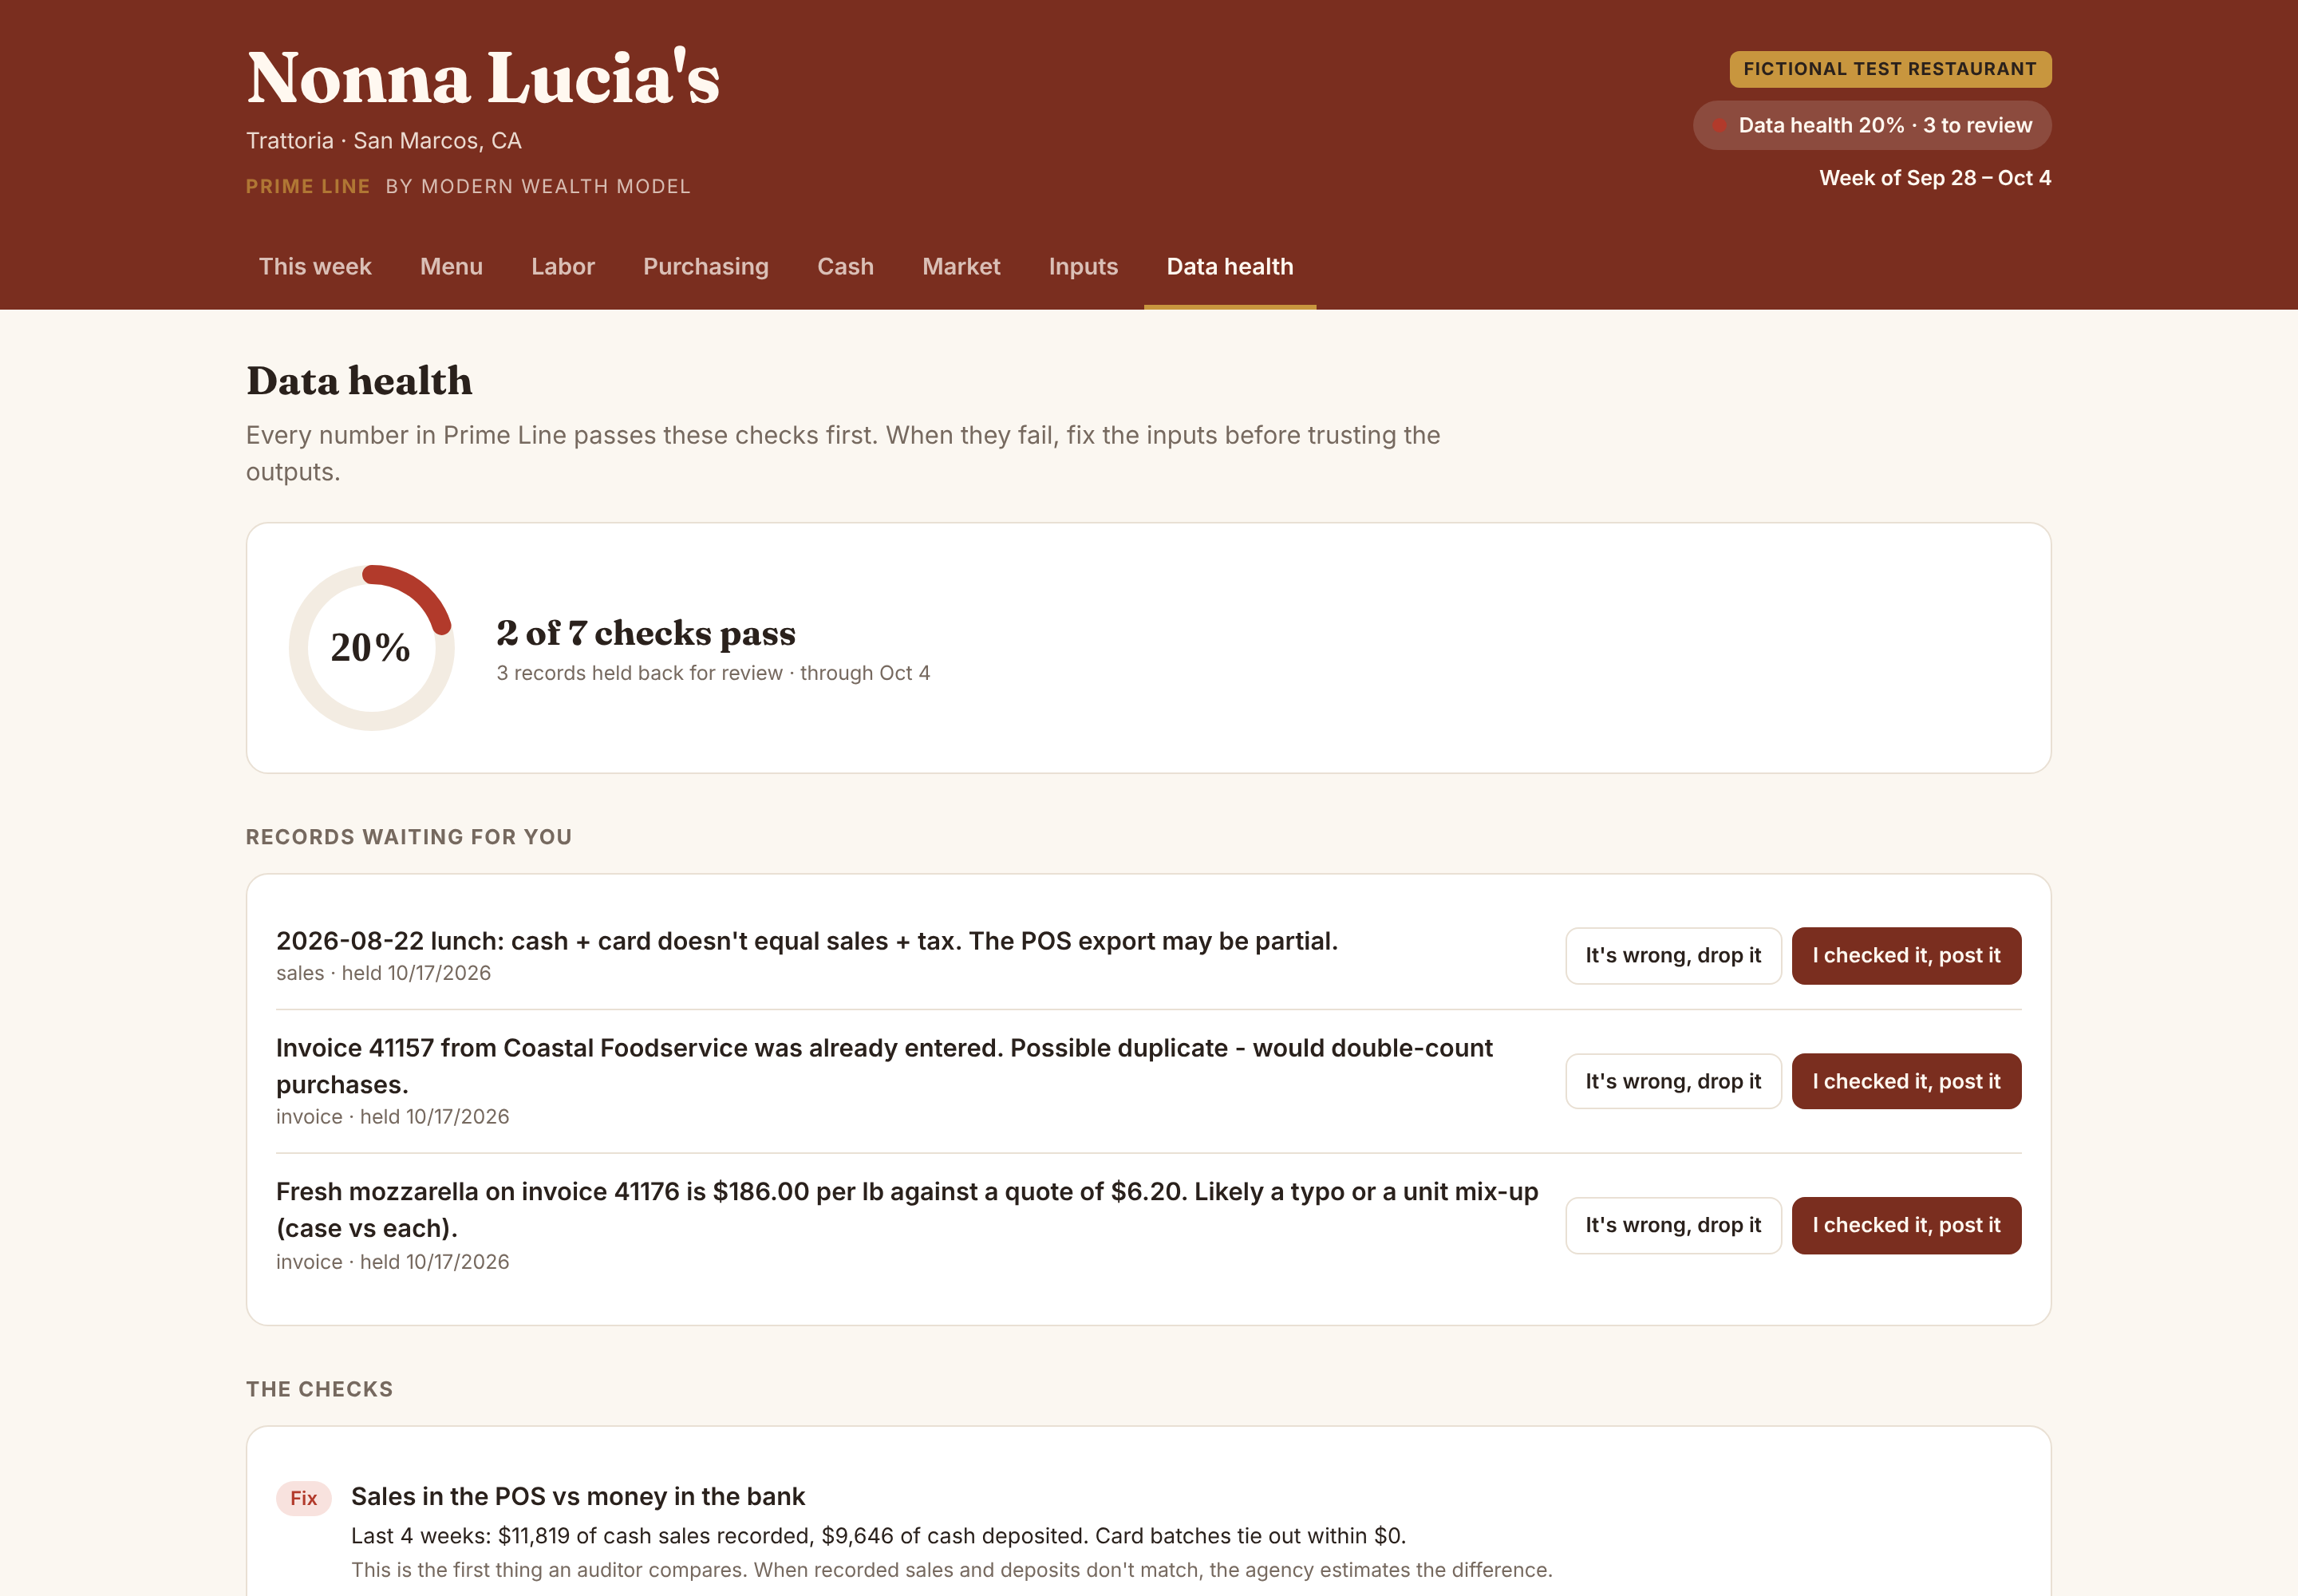 Nonna Lucia's
Trattoria · San Marcos, CA
PRIME LINE BY MODERN WEALTH MODEL
FICTIONAL TEST RESTAURANT
Data health 20% · 3 to review
Week of Sep 28 – Oct 4
This week Menu Labor Purchasing Cash Market Inputs Data health
Data health
Every number in Prime Line passes these checks first. When they fail, fix the inputs before trusting the
outputs.
20%
2 of 7 checks pass
3 records held back for review · through Oct 4
RECORDS WAITING FOR YOU
2026-08-22 lunch: cash + card doesn't equal sales + tax. The POS export may be partial.
sales · held 10/17/2026
It's wrong, drop it I checked it, post it
Invoice 41157 from Coastal Foodservice was already entered. Possible duplicate - would double-count
purchases.
invoice · held 10/17/2026
It's wrong, drop it I checked it, post it
Fresh mozzarella on invoice 41176 is $186.00 per lb against a quote of $6.20. Likely a typo or a unit mix-up
(case vs each).
invoice · held 10/17/2026
It's wrong, drop it I checked it, post it
THE CHECKS
Fix Sales in the POS vs money in the bank
Last 4 weeks: $11,819 of cash sales recorded, $9,646 of cash deposited. Card batches tie out within $0.
This is the first thing an auditor compares. When recorded sales and deposits don't match, the agency estimates the difference.